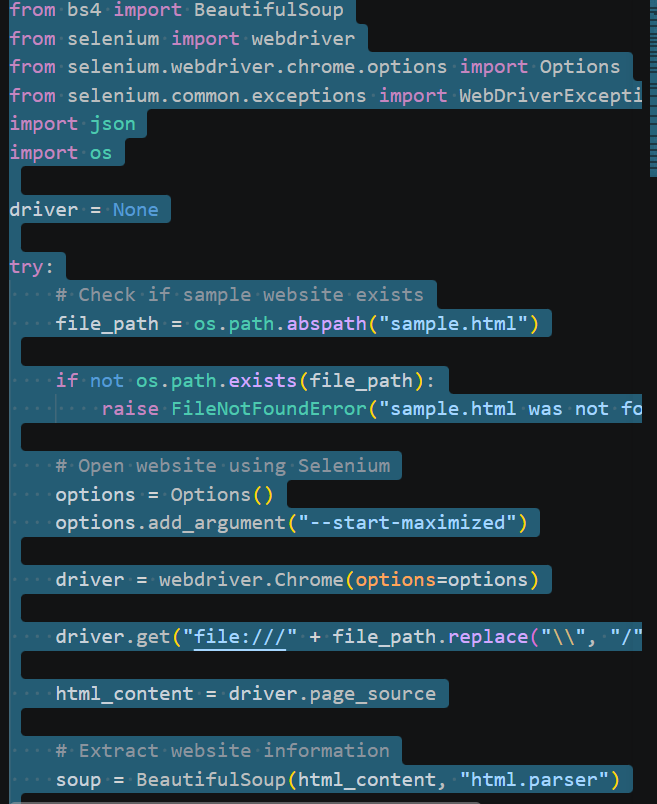 from bs4 import BeautifulSoup
from selenium import webdriver
from selenium.webdriver.chrome.options import Options
from selenium.common.exceptions import WebDriverExcepti
import json
import os
driver = None
try:
    # Check if sample website exists
    file_path = os.path.abspath("sample.html")
    if not os.path.exists(file_path):
        raise FileNotFoundError("sample.html was not fo
    # Open website using Selenium
    options = Options()
    options.add_argument("--start-maximized")
    driver = webdriver.Chrome(options=options)
    driver.get("file:///" + file_path.replace("\\", "/"
    html_content = driver.page_source
    # Extract website information
    soup = BeautifulSoup(html_content, "html.parser")